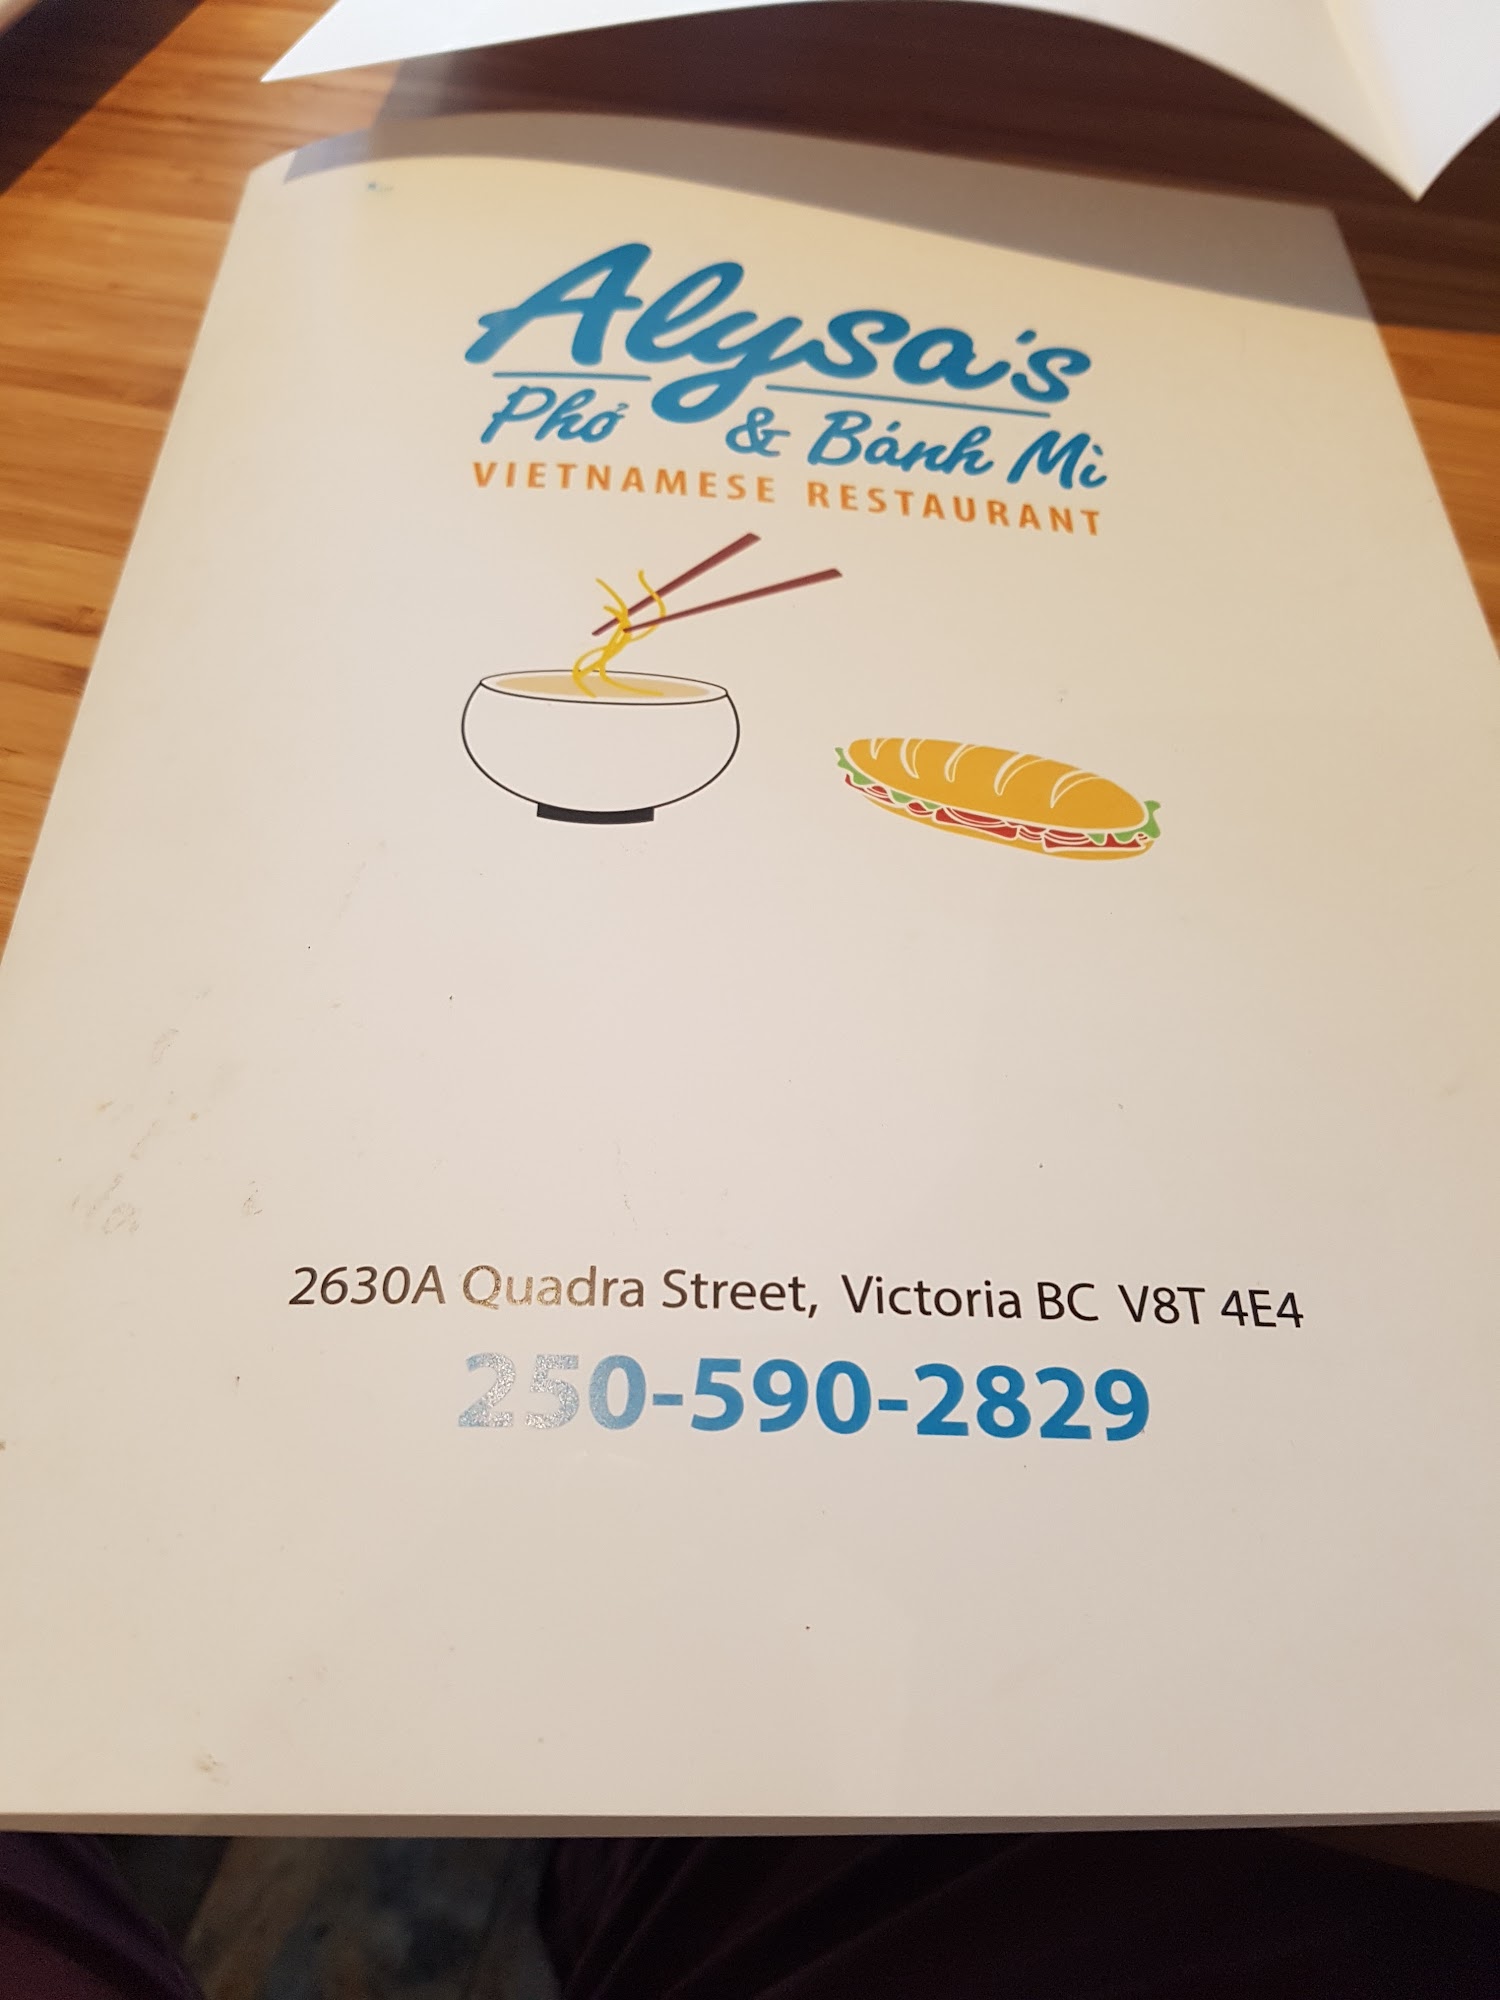 Alysa's
Phở & Bánh Mì
VIETNAMESE RESTAURANT
2630A Quadra Street, Victoria BC V8T 4E4
250-590-2829